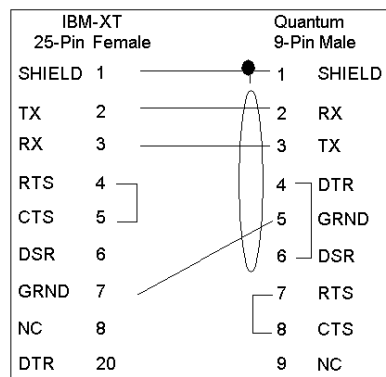 IBM-XT Quantum
25-Pin Female 9-Pin Male
SHIELD 1 1 SHIELD
TX 2 2 RX
RX 3 3 TX
RTS 4 4 DTR
CTS 5 5 GRND
DSR 6 6 DSR
GRND 7 7 RTS
NC 8 8 CTS
DTR 20 9 NC